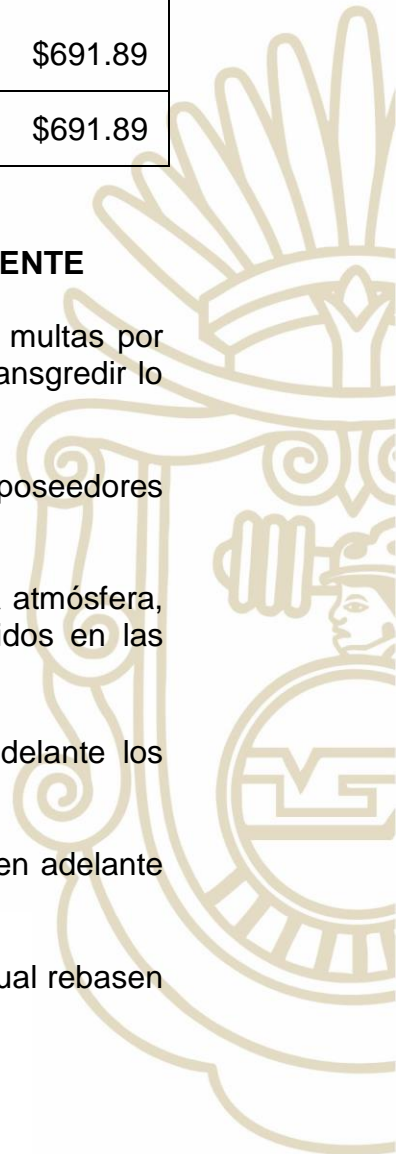 $691.89
$691.89
ENTE
multas por
ansgredir lo
poseedores
atmósfera,
idos en las
delante los
en adelante
ual rebasen